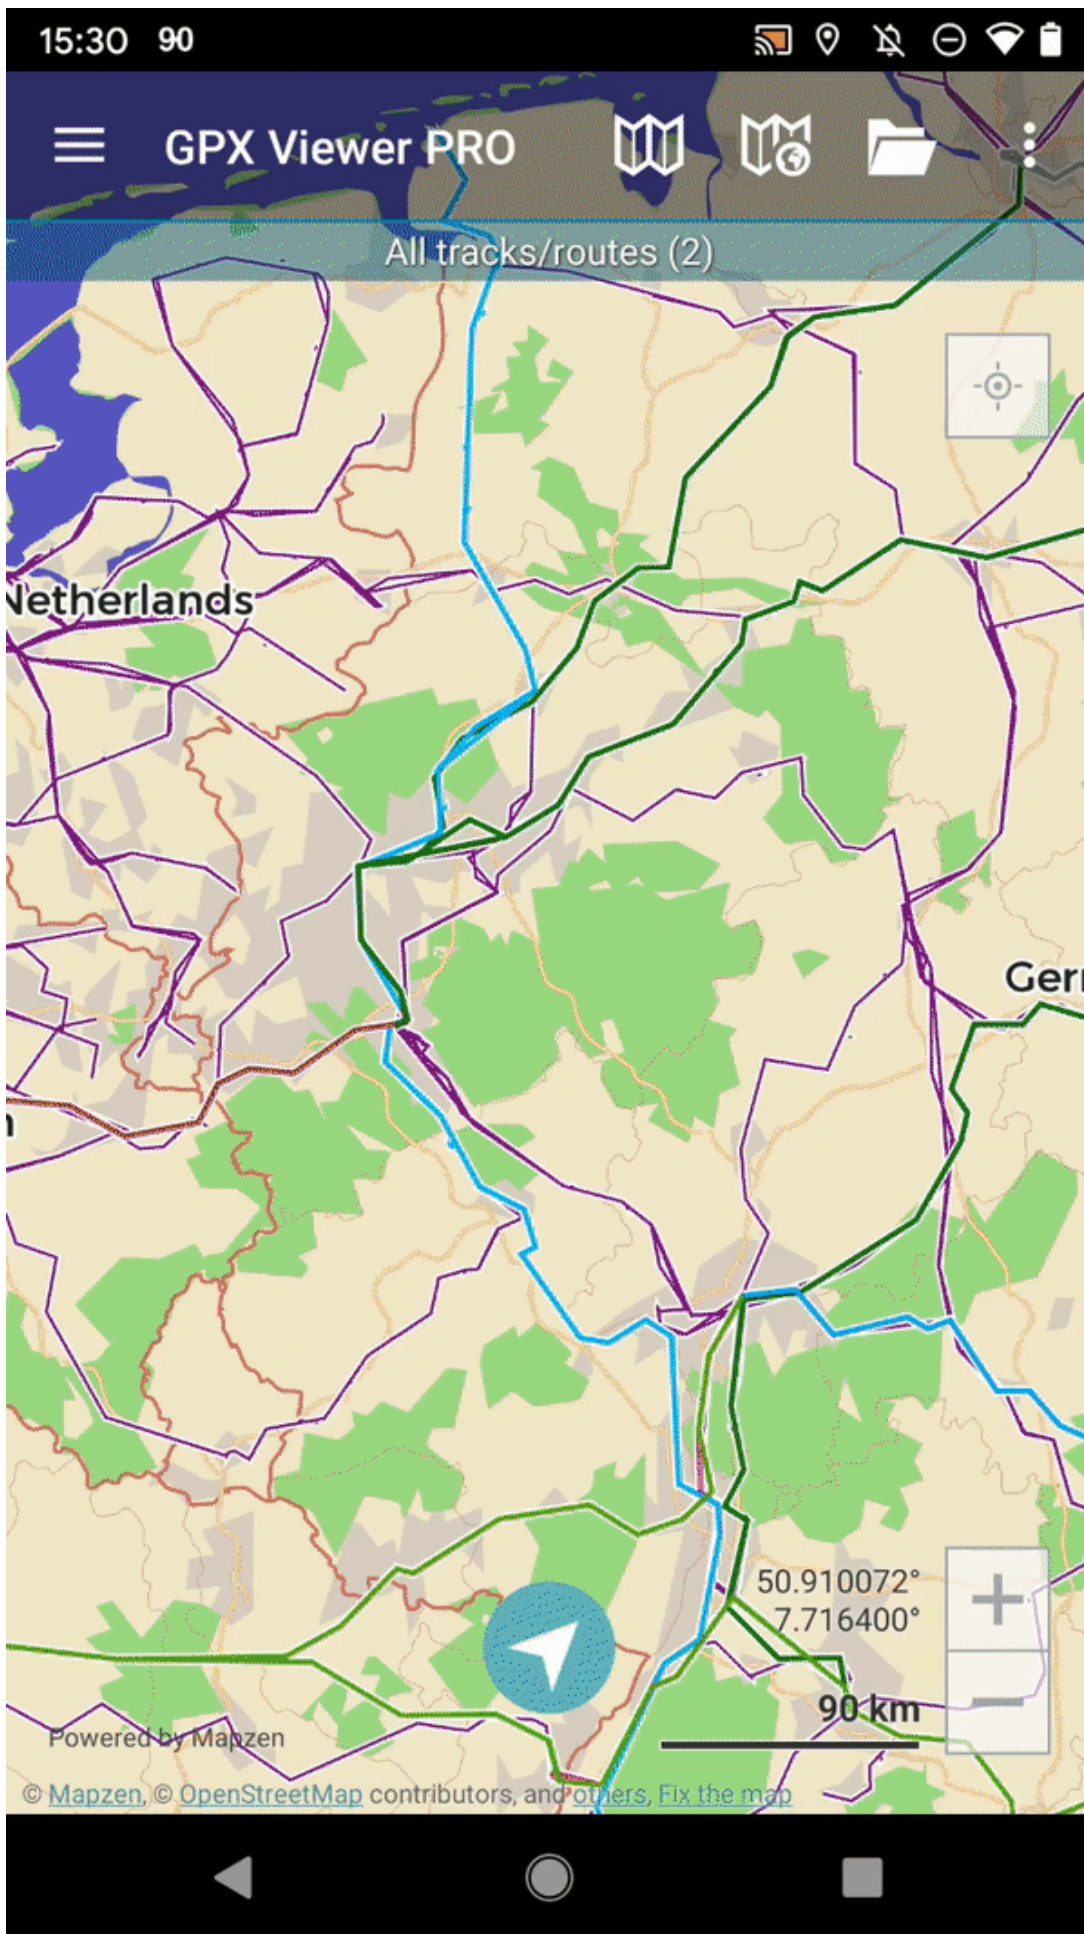 15:30 90
GPX Viewer PRO
All tracks/routes (2)
Netherlands
Ger
n
50.910072°
7.716400°
90 km
Powered by Mapzen
© Mapzen, © OpenStreetMap contributors, and others, Fix the map